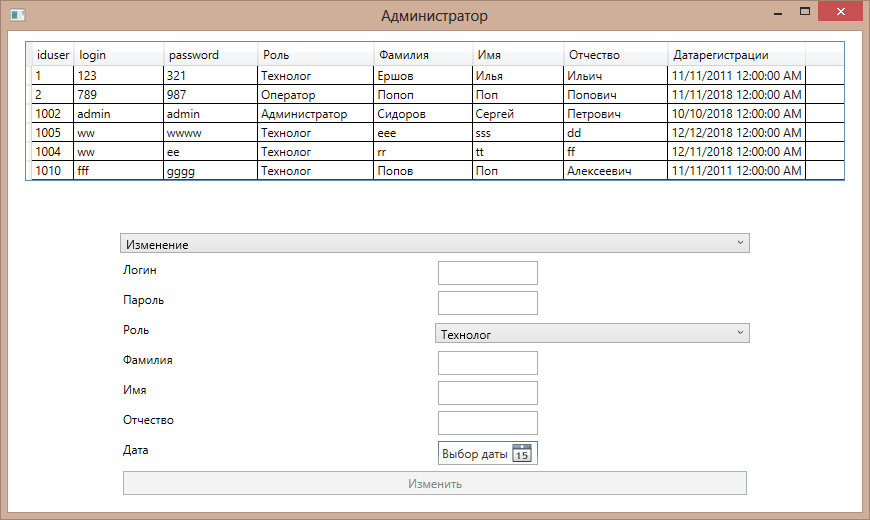 Администратор
iduser login password Роль Фамилия Имя Отчество Датарегистрации
1 123 321 Технолог Ершов Илья Ильич 11/11/2011 12:00:00 AM
2 789 987 Оператор Попоп Поп Попович 11/11/2018 12:00:00 AM
1002 admin admin Администратор Сидоров Сергей Петрович 10/10/2018 12:00:00 AM
1005 ww wwww Технолог eee sss dd 12/12/2018 12:00:00 AM
1004 ww ee Технолог rr tt ff 12/11/2018 12:00:00 AM
1010 fff gggg Технолог Попов Поп Алексеевич 11/11/2011 12:00:00 AM
Изменение
Логин
Пароль
Роль Технолог
Фамилия
Имя
Отчество
Дата Выбор даты 15
Изменить